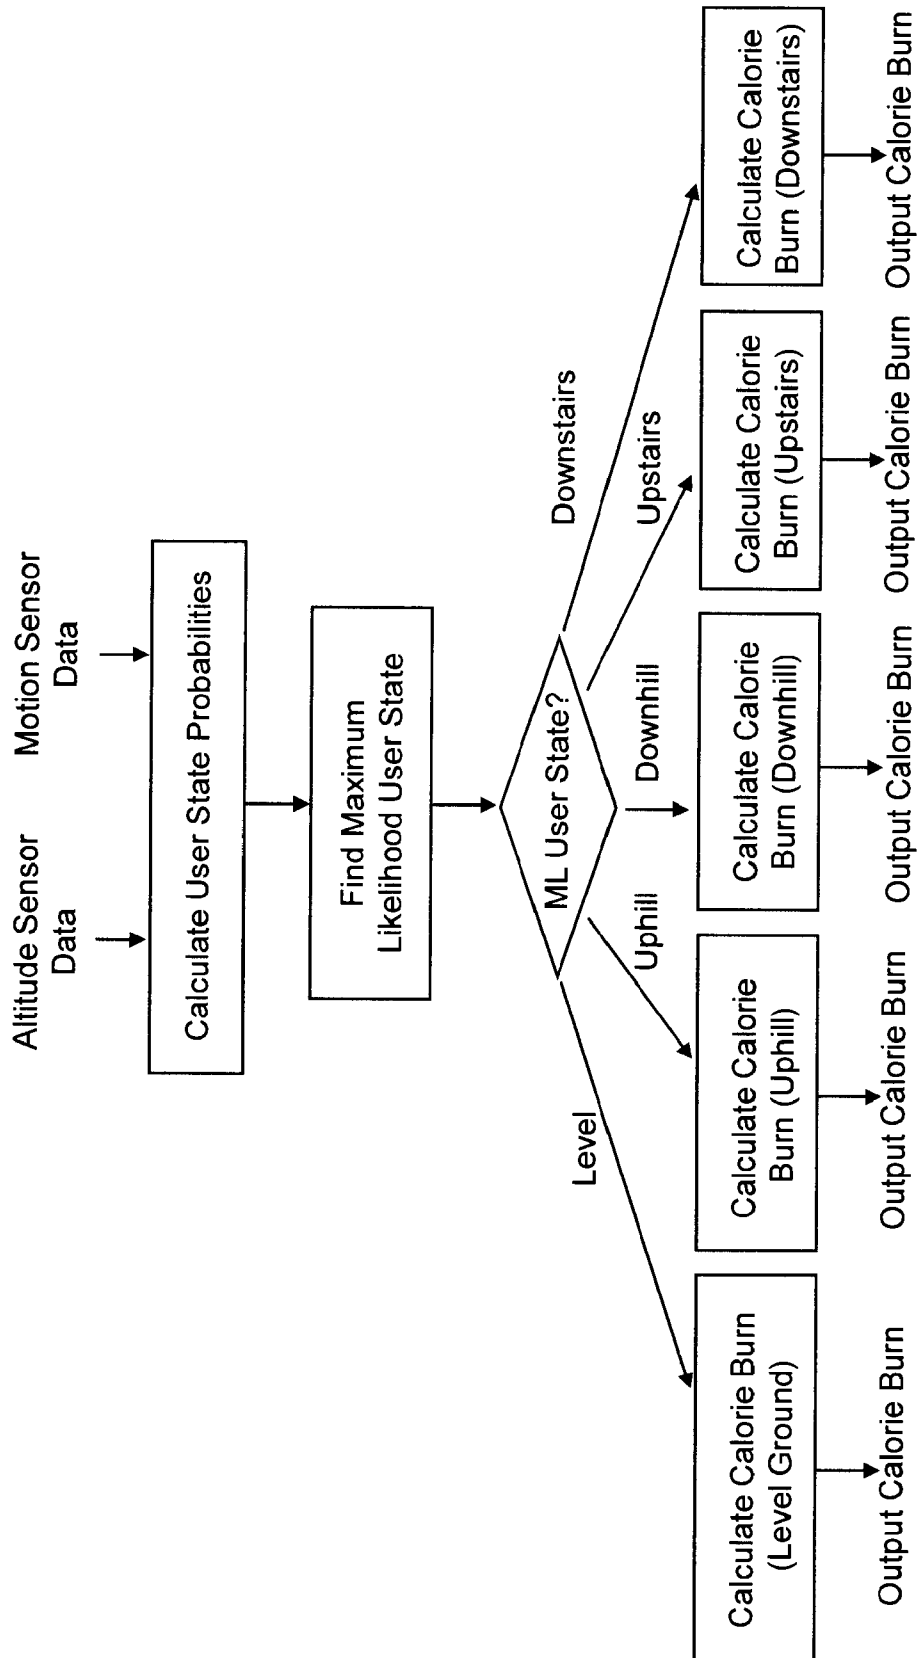 Altitude Sensor
Data
Motion Sensor
Data
Calculate User State Probabilities
Find Maximum
Likelihood User State
ML User State?
Level
Uphill
Downhill
Upstairs
Downstairs
Calculate Calorie Burn
(Level Ground)
Calculate Calorie
Burn (Uphill)
Calculate Calorie
Burn (Downhill)
Calculate Calorie
Burn (Upstairs)
Calculate Calorie
Burn (Downstairs)
Output Calorie Burn
Output Calorie Burn
Output Calorie Burn
Output Calorie Burn
Output Calorie Burn